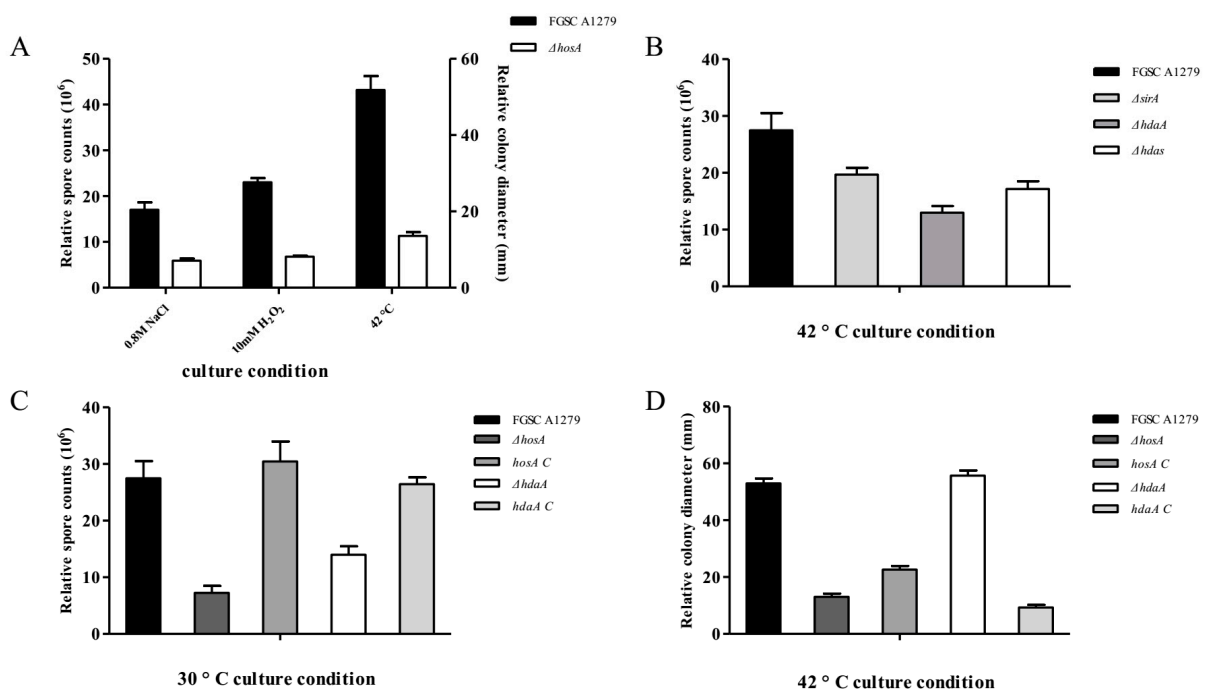 A
FGSC A1279
ΔhosA
Relative spore counts (10⁶)
50
40
30
20
10
0
60
40
20
0
Relative colony diameter (mm)
0.8M NaCl
10mM H₂O₂
42 °C
culture condition
B
Relative spore counts (10⁶)
40
30
20
10
0
FGSC A1279
ΔsirA
ΔhdaA
Δhdas
42 ° C culture condition
C
Relative spore counts (10⁶)
40
30
20
10
0
FGSC A1279
ΔhosA
hosA C
ΔhdaA
hdaA C
30 ° C culture condition
D
Relative colony diameter (mm)
80
60
40
20
0
FGSC A1279
ΔhosA
hosA C
ΔhdaA
hdaA C
42 ° C culture condition